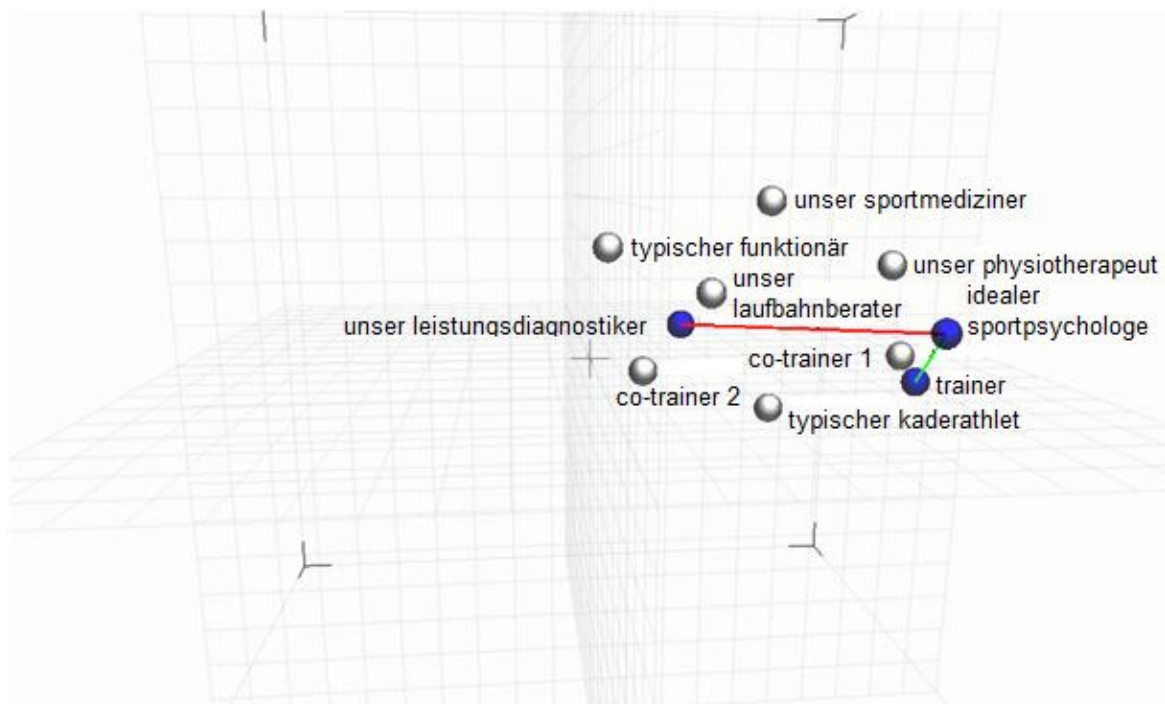 unser sportmediziner
typischer funktionär
unser physiotherapeut
unser
laufbahnberater
idealer
sportpsychologe
unser leistungsdiagnostiker
co-trainer 1
trainer
co-trainer 2
typischer kaderathlet